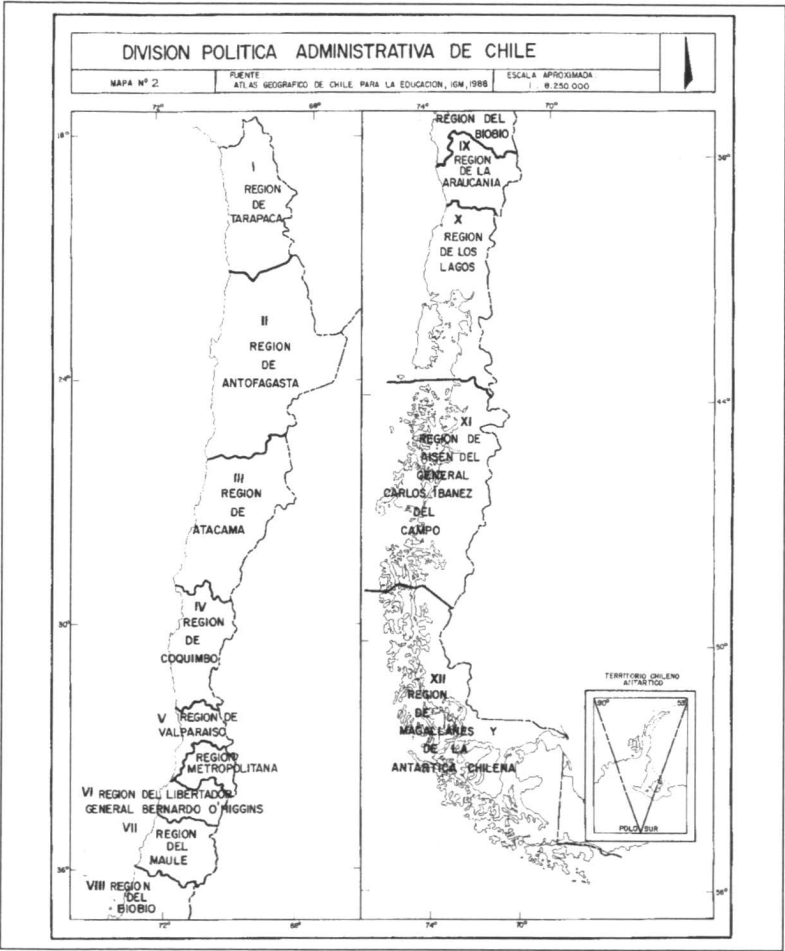 DIVISION POLITICA ADMINISTRATIVA DE CHILE
MAPA Nº 2
FUENTE
ATLAS GEOGRAFICO DE CHILE PARA LA EDUCACION, IGM, 1988
ESCALA APROXIMADA
1 : 8.250.000
72°
68°
18°
24°
30°
36°
72°
68°
I
REGION
DE
TARAPACA
II
REGION
DE
ANTOFAGASTA
III
REGION
DE
ATACAMA
IV
REGION
DE
COQUIMBO
V REGION DE
VALPARAISO
REGION
METROPOLITANA
VI REGION DEL LIBERTADOR
GENERAL BERNARDO O'HIGGINS
VII
REGION
DEL
MAULE
VIII REGION
DEL
BIOBIO
74°
70°
38°
44°
50°
56°
74°
70°
REGION DEL
BIOBIO
IX
REGION
DE LA
ARAUCANIA
X
REGION
DE LOS
LAGOS
XI
REGION DE
AISEN DEL
GENERAL
CARLOS IBANEZ
DEL
CAMPO
XII
REGION
DE
MAGALLANES Y
DE LA
ANTARTICA CHILENA
TERRITORIO CHILENO
ANTARTICO
90°
53°
POLO SUR